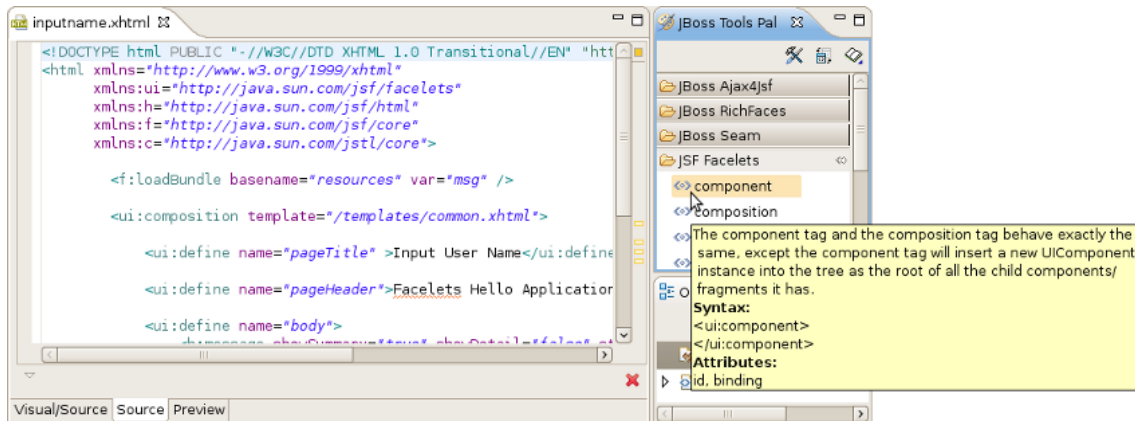 inputname.xhtml
<!DOCTYPE html PUBLIC "-//W3C//DTD XHTML 1.0 Transitional//EN" "htt
<html xmlns="http://www.w3.org/1999/xhtml"
xmlns:ui="http://java.sun.com/jsf/facelets"
xmlns:h="http://java.sun.com/jsf/html"
xmlns:f="http://java.sun.com/jsf/core"
xmlns:c="http://java.sun.com/jstl/core">
<f:loadBundle basename="resources" var="msg" />
<ui:composition template="/templates/common.xhtml">
<ui:define name="pageTitle" >Input User Name</ui:define
<ui:define name="pageHeader">Facelets Hello Application
<ui:define name="body">
Visual/Source Source Preview
JBoss Tools Pal
JBoss Ajax4Jsf
JBoss RichFaces
JBoss Seam
JSF Facelets
component
composition
The component tag and the composition tag behave exactly the
same, except the component tag will insert a new UIComponent
instance into the tree as the root of all the child components/
fragments it has.
Syntax:
<ui:component>
</ui:component>
Attributes:
id, binding